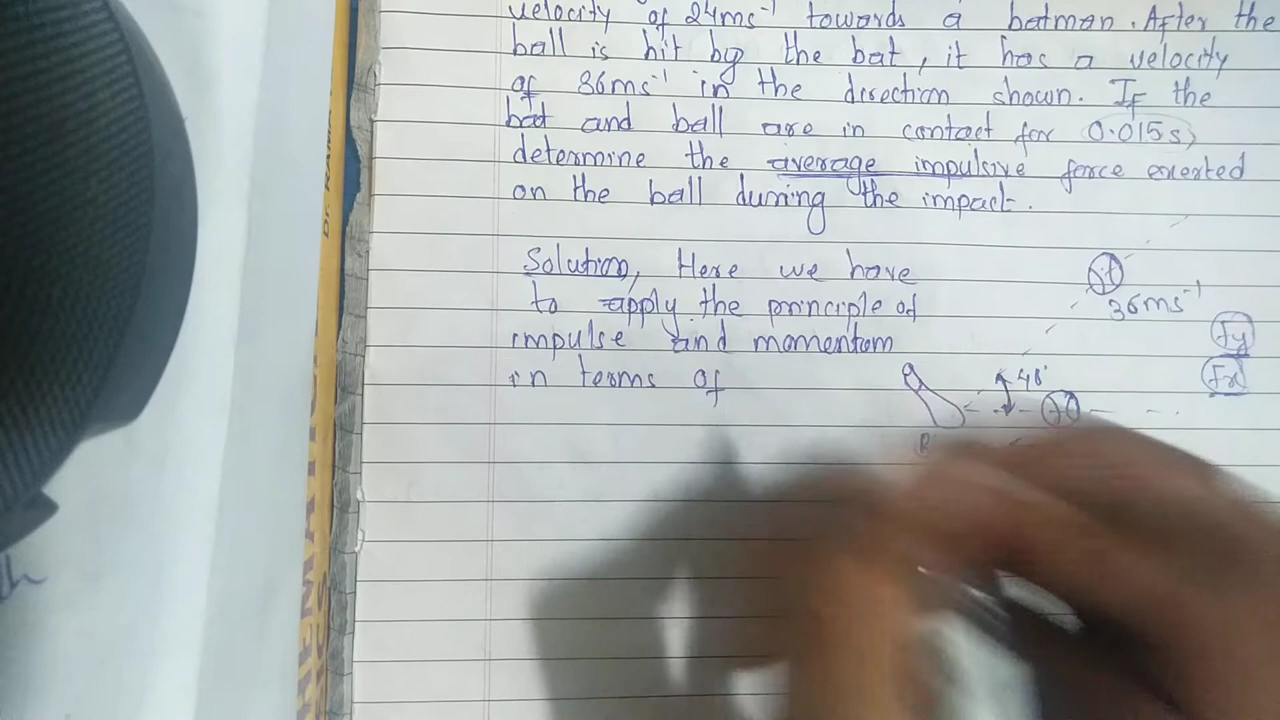 velocity of 24ms⁻¹ towards a batman. After the
ball is hit by the bat, it has a velocity
of 36ms⁻¹ in the direction shown. IF the
bat and ball are in contact for 0.015s,
determine the average impulsive force exerted
on the ball during the impact.
Solution, Here we have
to apply the principle of
impulse and momentum
in terms of
36ms⁻¹
Fy
Fx
48°
B